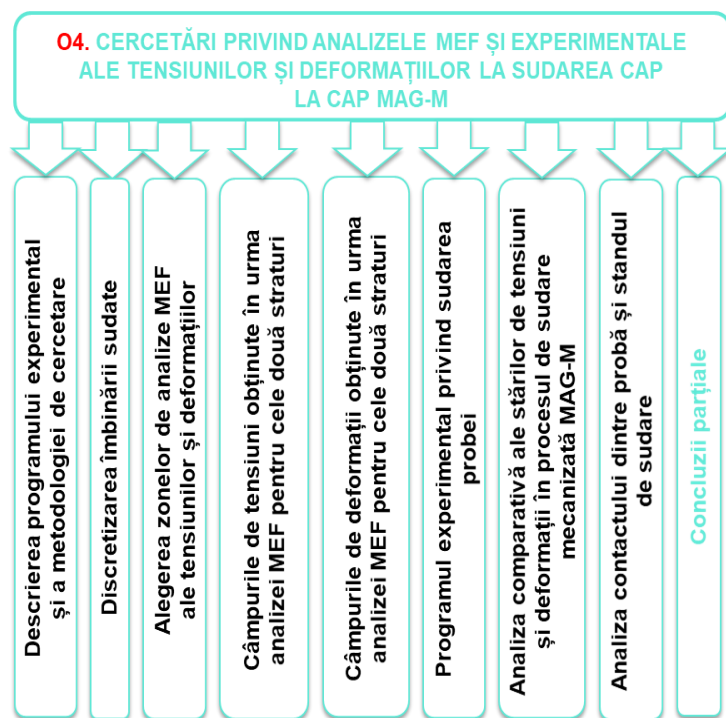 O4. CERCETĂRI PRIVIND ANALIZELE MEF ȘI EXPERIMENTALE
ALE TENSIUNILOR ȘI DEFORMAȚIILOR LA SUDAREA CAP
LA CAP MAG-M
Descrierea programului experimental
și a metodologiei de cercetare
Discretizarea îmbinării sudate
Alegerea zonelor de analize MEF
ale tensiunilor și deformațiilor
Câmpurile de tensiuni obținute în urma
analizei MEF pentru cele două straturi
Câmpurile de deformații obținute în urma
analizei MEF pentru cele două straturi
Programul experimental privind sudarea
probei
Analiza comparativă ale stărilor de tensiuni
și deformații în procesul de sudare
mecanizată MAG-M
Analiza contactului dintre probă și standul
de sudare
Concluzii parțiale